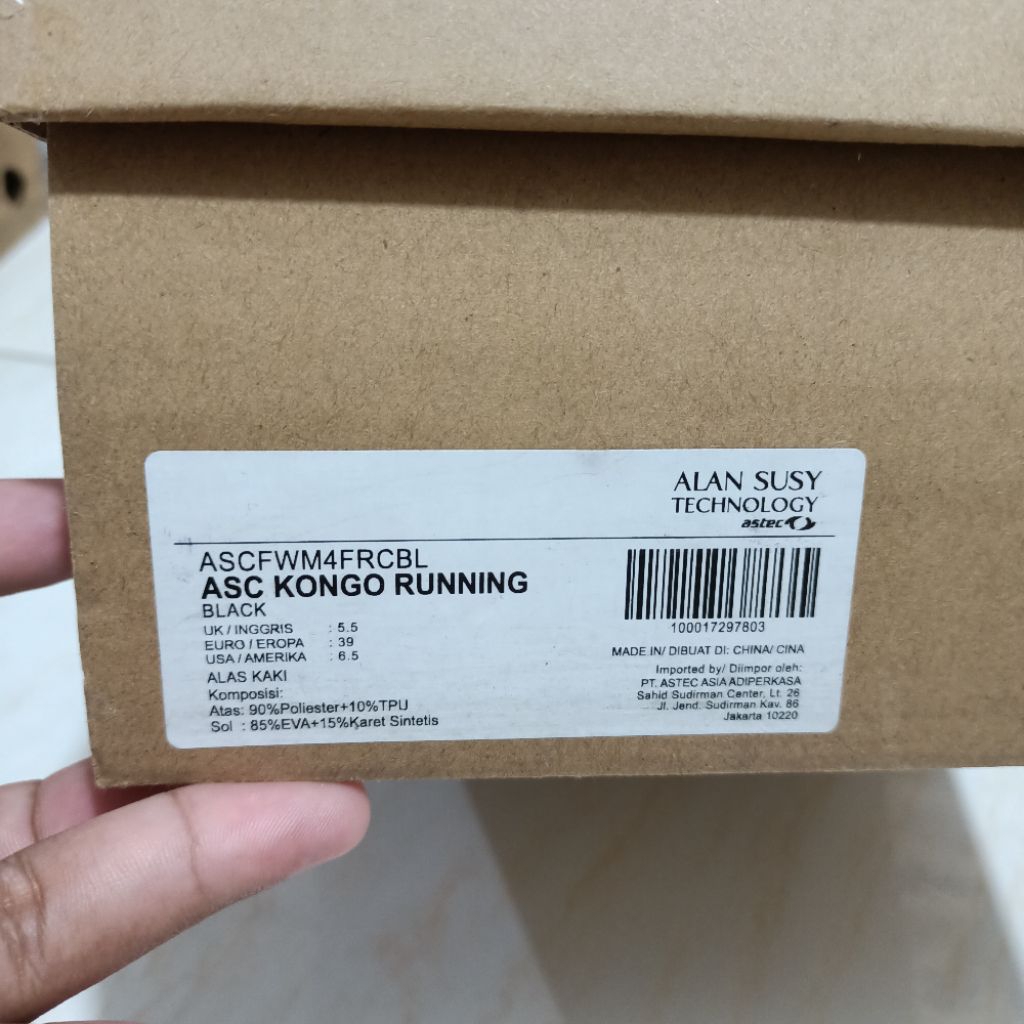 ALAN SUSY
TECHNOLOGY
astec
ASCFWM4FRCBL
ASC KONGO RUNNING
BLACK
UK / INGGRIS : 5.5
EURO / EROPA : 39
USA / AMERIKA : 6.5
ALAS KAKI
Komposisi:
Atas: 90%Poliester+10%TPU
Sol : 85%EVA+15%Karet Sintetis
100017297803
MADE IN/ DIBUAT DI: CHINA/ CINA
Imported by/ Diimpor oleh:
PT. ASTEC ASIA ADIPERKASA
Sahid Sudirman Center, Lt. 26
Jl. Jend. Sudirman Kav. 86
Jakarta 10220